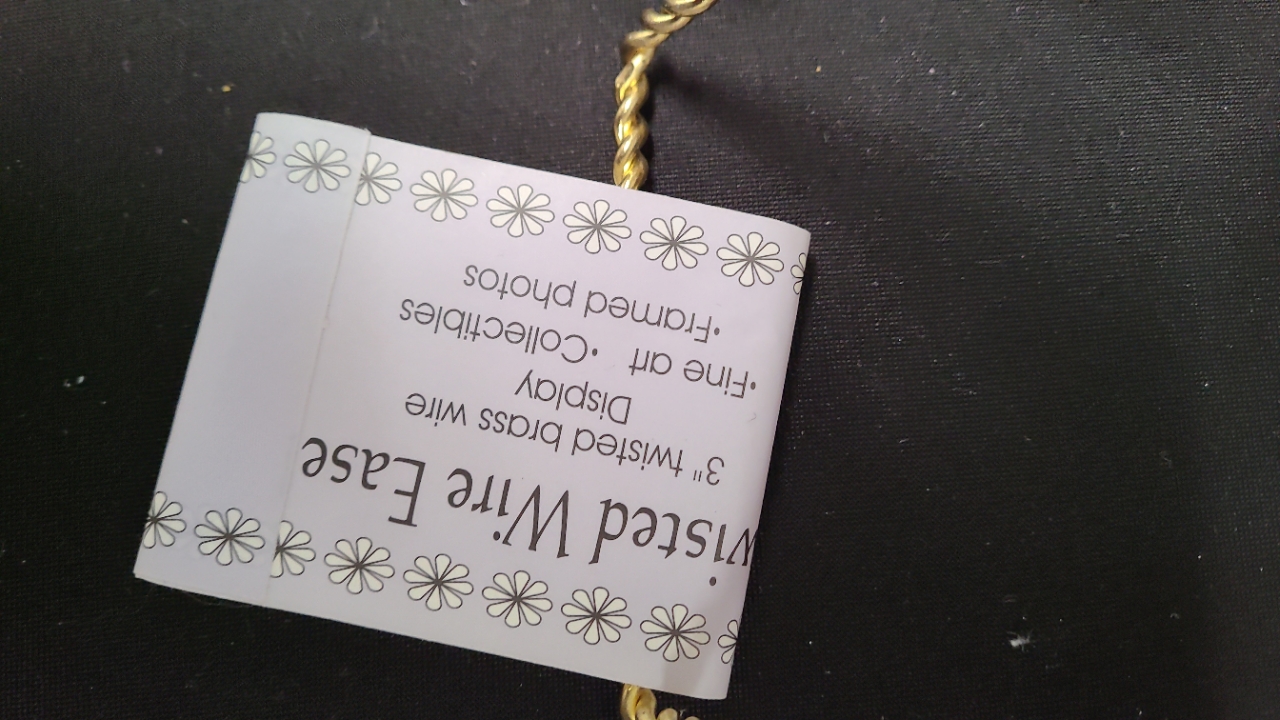 wisted Wire Ease
3" twisted brass wire
Display
•Fine art •Collectibles
•Framed photos